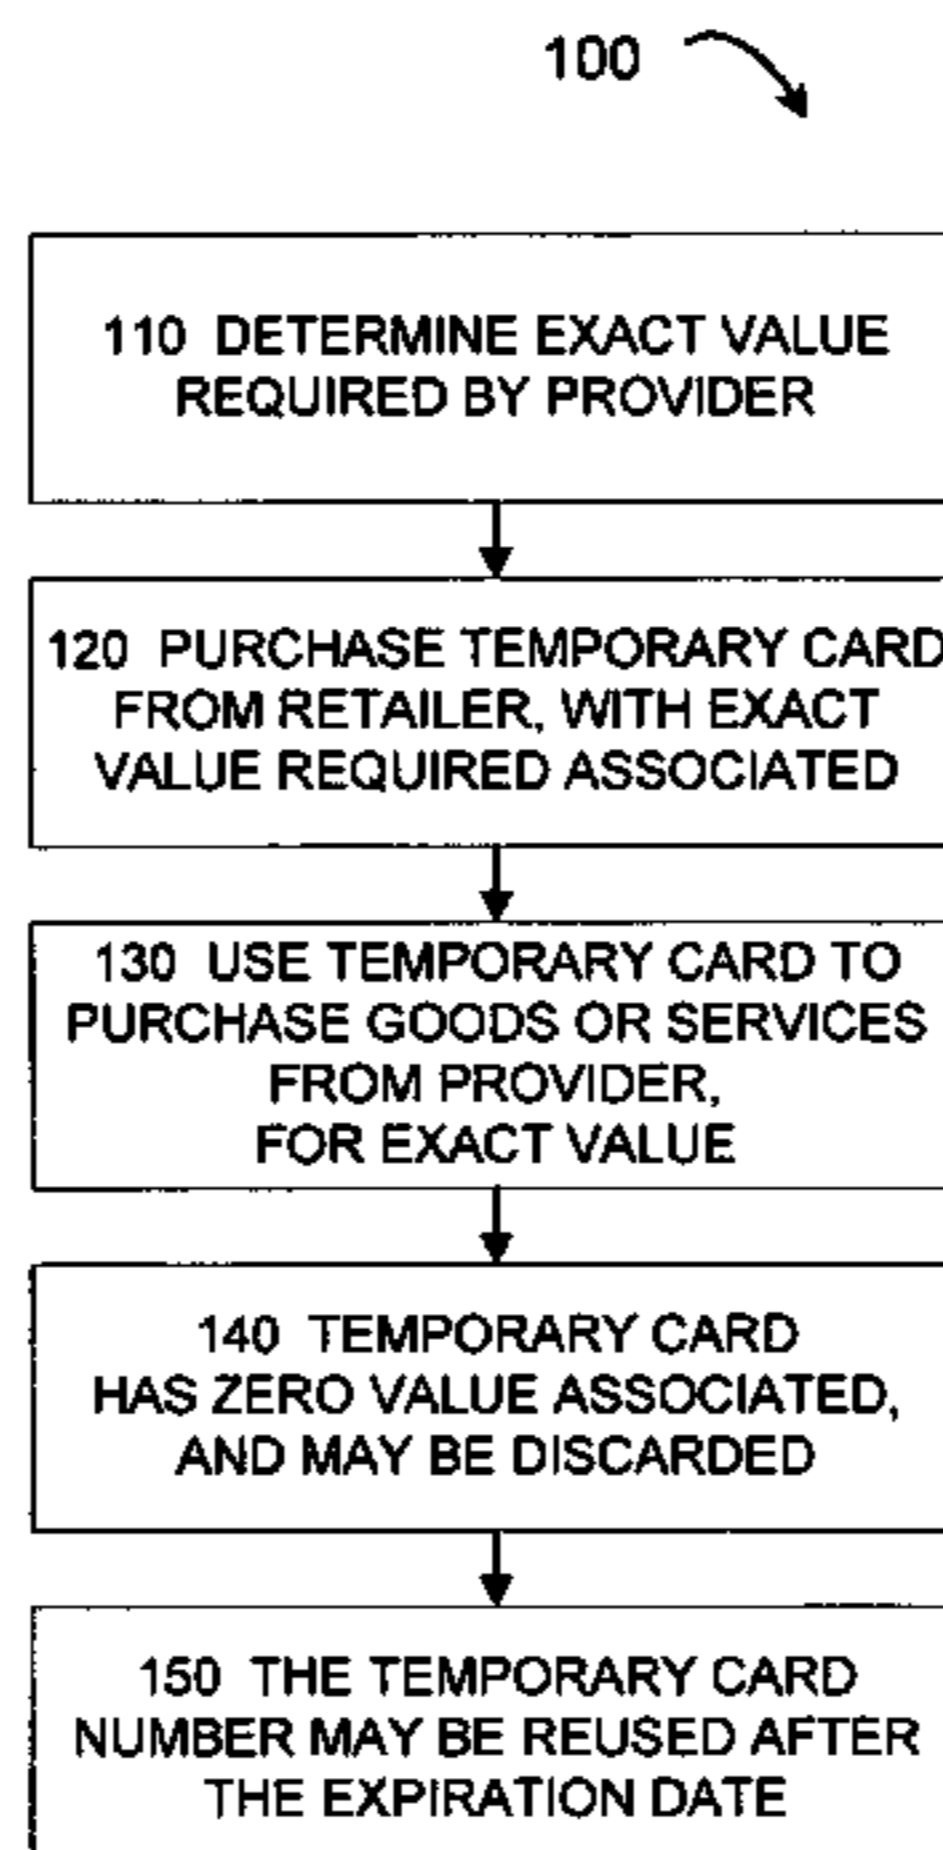 100
110 DETERMINE EXACT VALUE
REQUIRED BY PROVIDER
120 PURCHASE TEMPORARY CARD
FROM RETAILER, WITH EXACT
VALUE REQUIRED ASSOCIATED
130 USE TEMPORARY CARD TO
PURCHASE GOODS OR SERVICES
FROM PROVIDER,
FOR EXACT VALUE
140 TEMPORARY CARD
HAS ZERO VALUE ASSOCIATED,
AND MAY BE DISCARDED
150 THE TEMPORARY CARD
NUMBER MAY BE REUSED AFTER
THE EXPIRATION DATE